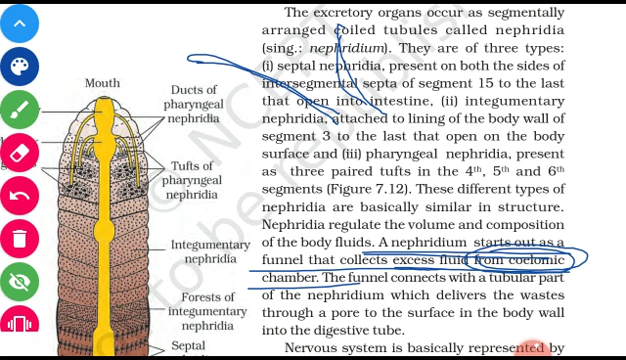 The excretory organs occur as segmentally
arranged coiled tubules called nephridia
(sing.: nephridium). They are of three types:
(i) septal nephridia, present on both the sides of
intersegmental septa of segment 15 to the last
that open into intestine, (ii) integumentary
nephridia, attached to lining of the body wall of
segment 3 to the last that open on the body
surface and (iii) pharyngeal nephridia, present
as three paired tufts in the 4th, 5th and 6th
segments (Figure 7.12). These different types of
nephridia are basically similar in structure.
Nephridia regulate the volume and composition
of the body fluids. A nephridium starts out as a
funnel that collects excess fluid from coelomic
chamber. The funnel connects with a tubular part
of the nephridium which delivers the wastes
through a pore to the surface in the body wall
into the digestive tube.
Nervous system is basically represented by
Mouth
Ducts of
pharyngeal
nephridia
Tufts of
pharyngeal
nephridia
Integumentary
nephridia
Forests of
integumentary
nephridia
Septal
© NCERT
to be republished